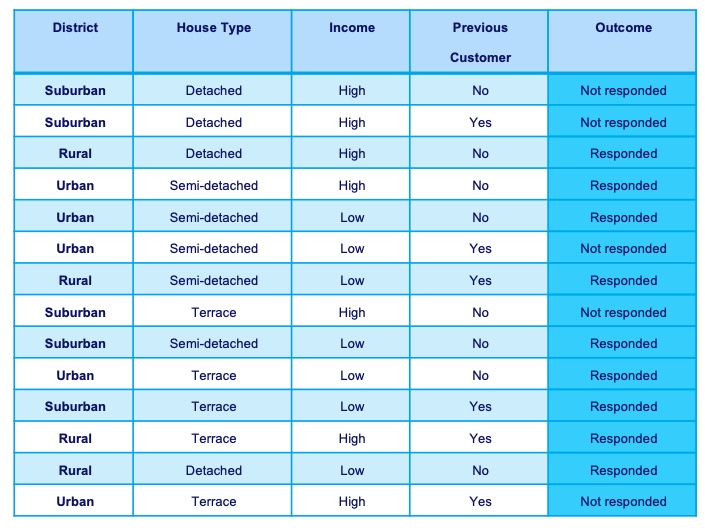 District House Type Income Previous Customer Outcome
Suburban Detached High No Not responded
Suburban Detached High Yes Not responded
Rural Detached High No Responded
Urban Semi-detached High No Responded
Urban Semi-detached Low No Responded
Urban Semi-detached Low Yes Not responded
Rural Semi-detached Low Yes Responded
Suburban Terrace High No Not responded
Suburban Semi-detached Low No Responded
Urban Terrace Low No Responded
Suburban Terrace Low Yes Responded
Rural Terrace High Yes Responded
Rural Detached Low No Responded
Urban Terrace High Yes Not responded